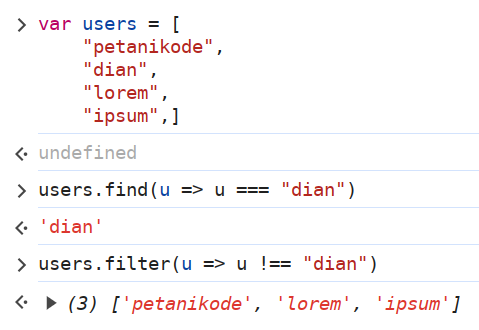 var users = [
    "petanikode",
    "dian",
    "lorem",
    "ipsum",]
undefined
users.find(u => u === "dian")
'dian'
users.filter(u => u !== "dian")
(3) ['petanikode', 'lorem', 'ipsum']